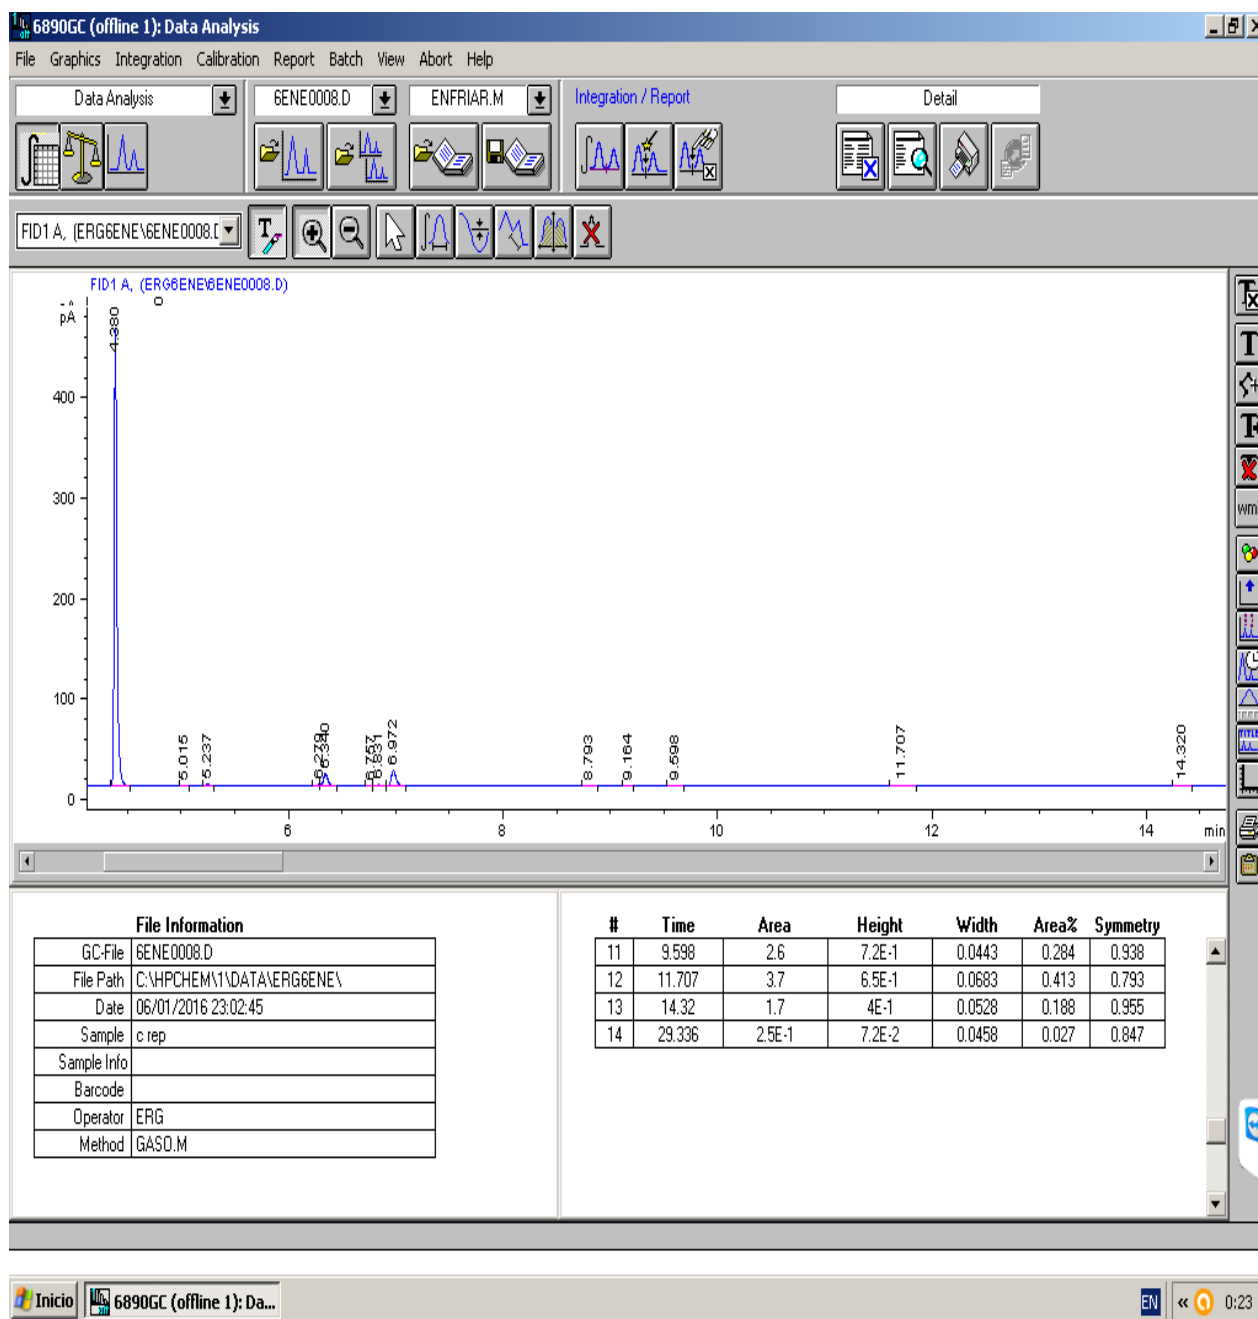 6890GC (offline 1): Data Analysis
File Graphics Integration Calibration Report Batch View Abort Help
Data Analysis 6ENE0008.D ENFRIAR.M Integration / Report Detail
FID1 A, (ERG6ENE\6ENE0008.D
FID1 A, (ERG6ENE\6ENE0008.D)
pA
400
300
200
100
0
4.380
5.015
5.237
6.279
6.340
6.757
6.831
6.972
8.793
9.164
9.598
11.707
14.320
6 8 10 12 14 min
File Information
GC-File 6ENE0008.D
File Path C:\HPCHEM\1\DATA\ERG6ENE\
Date 06/01/2016 23:02:45
Sample c rep
Sample Info
Barcode
Operator ERG
Method GASO.M
# Time Area Height Width Area% Symmetry
11 9.598 2.6 7.2E-1 0.0443 0.284 0.938
12 11.707 3.7 6.5E-1 0.0683 0.413 0.793
13 14.32 1.7 4E-1 0.0528 0.188 0.955
14 29.336 2.5E-1 7.2E-2 0.0458 0.027 0.847
TITLE
Inicio 6890GC (offline 1): Da... EN « 0:23